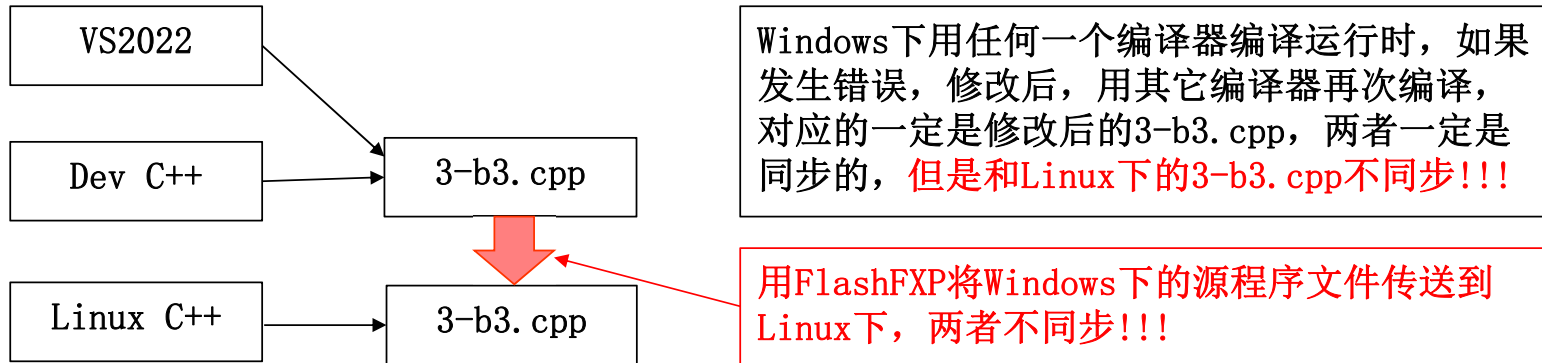 VS2022
Dev C++
Linux C++
3-b3.cpp
3-b3.cpp
Windows下用任何一个编译器编译运行时，如果
发生错误，修改后，用其它编译器再次编译，
对应的一定是修改后的3-b3.cpp，两者一定是
同步的，但是和Linux下的3-b3.cpp不同步!!!
用FlashFXP将Windows下的源程序文件传送到
Linux下，两者不同步!!!